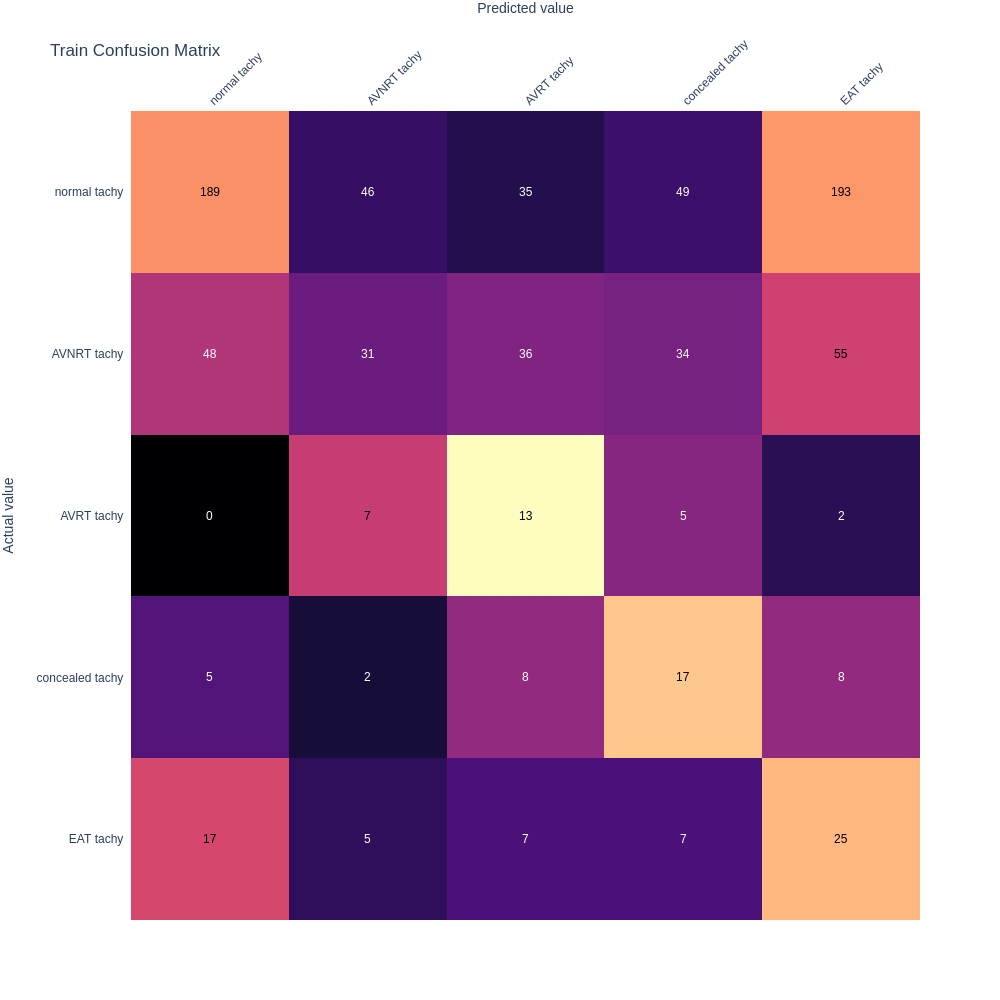 Predicted value
Train Confusion Matrix
normal tachy AVNRT tachy AVRT tachy concealed tachy EAT tachy
normal tachy 189 46 35 49 193
AVNRT tachy 48 31 36 34 55
AVRT tachy 0 7 13 5 2
concealed tachy 5 2 8 17 8
EAT tachy 17 5 7 7 25
Actual value